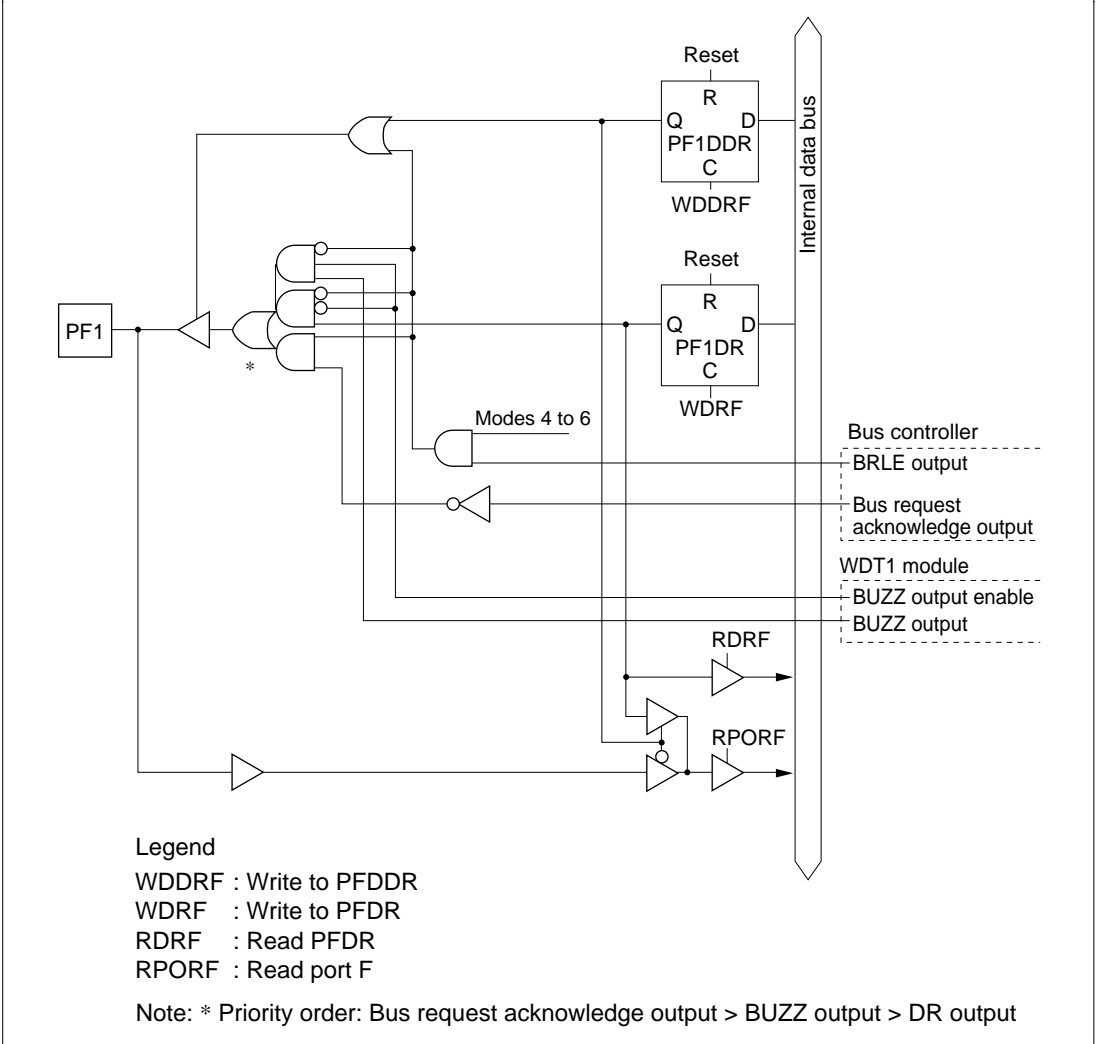 Reset
R
Q D
PF1DDR
C
WDDRF
Internal data bus
Reset
R
Q D
PF1DR
C
WDRF
PF1
*
Modes 4 to 6
Bus controller
BRLE output
Bus request
acknowledge output
WDT1 module
BUZZ output enable
BUZZ output
RDRF
RPORF
Legend
WDDRF : Write to PFDDR
WDRF : Write to PFDR
RDRF : Read PFDR
RPORF : Read port F
Note: * Priority order: Bus request acknowledge output > BUZZ output > DR output